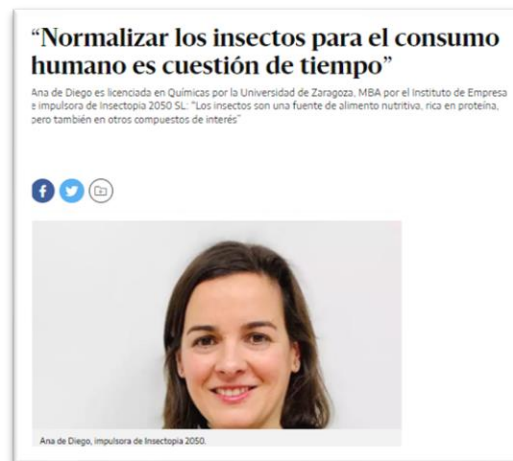 “Normalizar los insectos para el consumo
humano es cuestión de tiempo”
Ana de Diego es licenciada en Químicas por la Universidad de Zaragoza, MBA por el Instituto de Empresa
e impulsora de Insectopia 2050 SL: “Los insectos son una fuente de alimento nutritiva, rica en proteína,
pero también en otros compuestos de interés”
Ana de Diego, impulsora de Insectopia 2050.